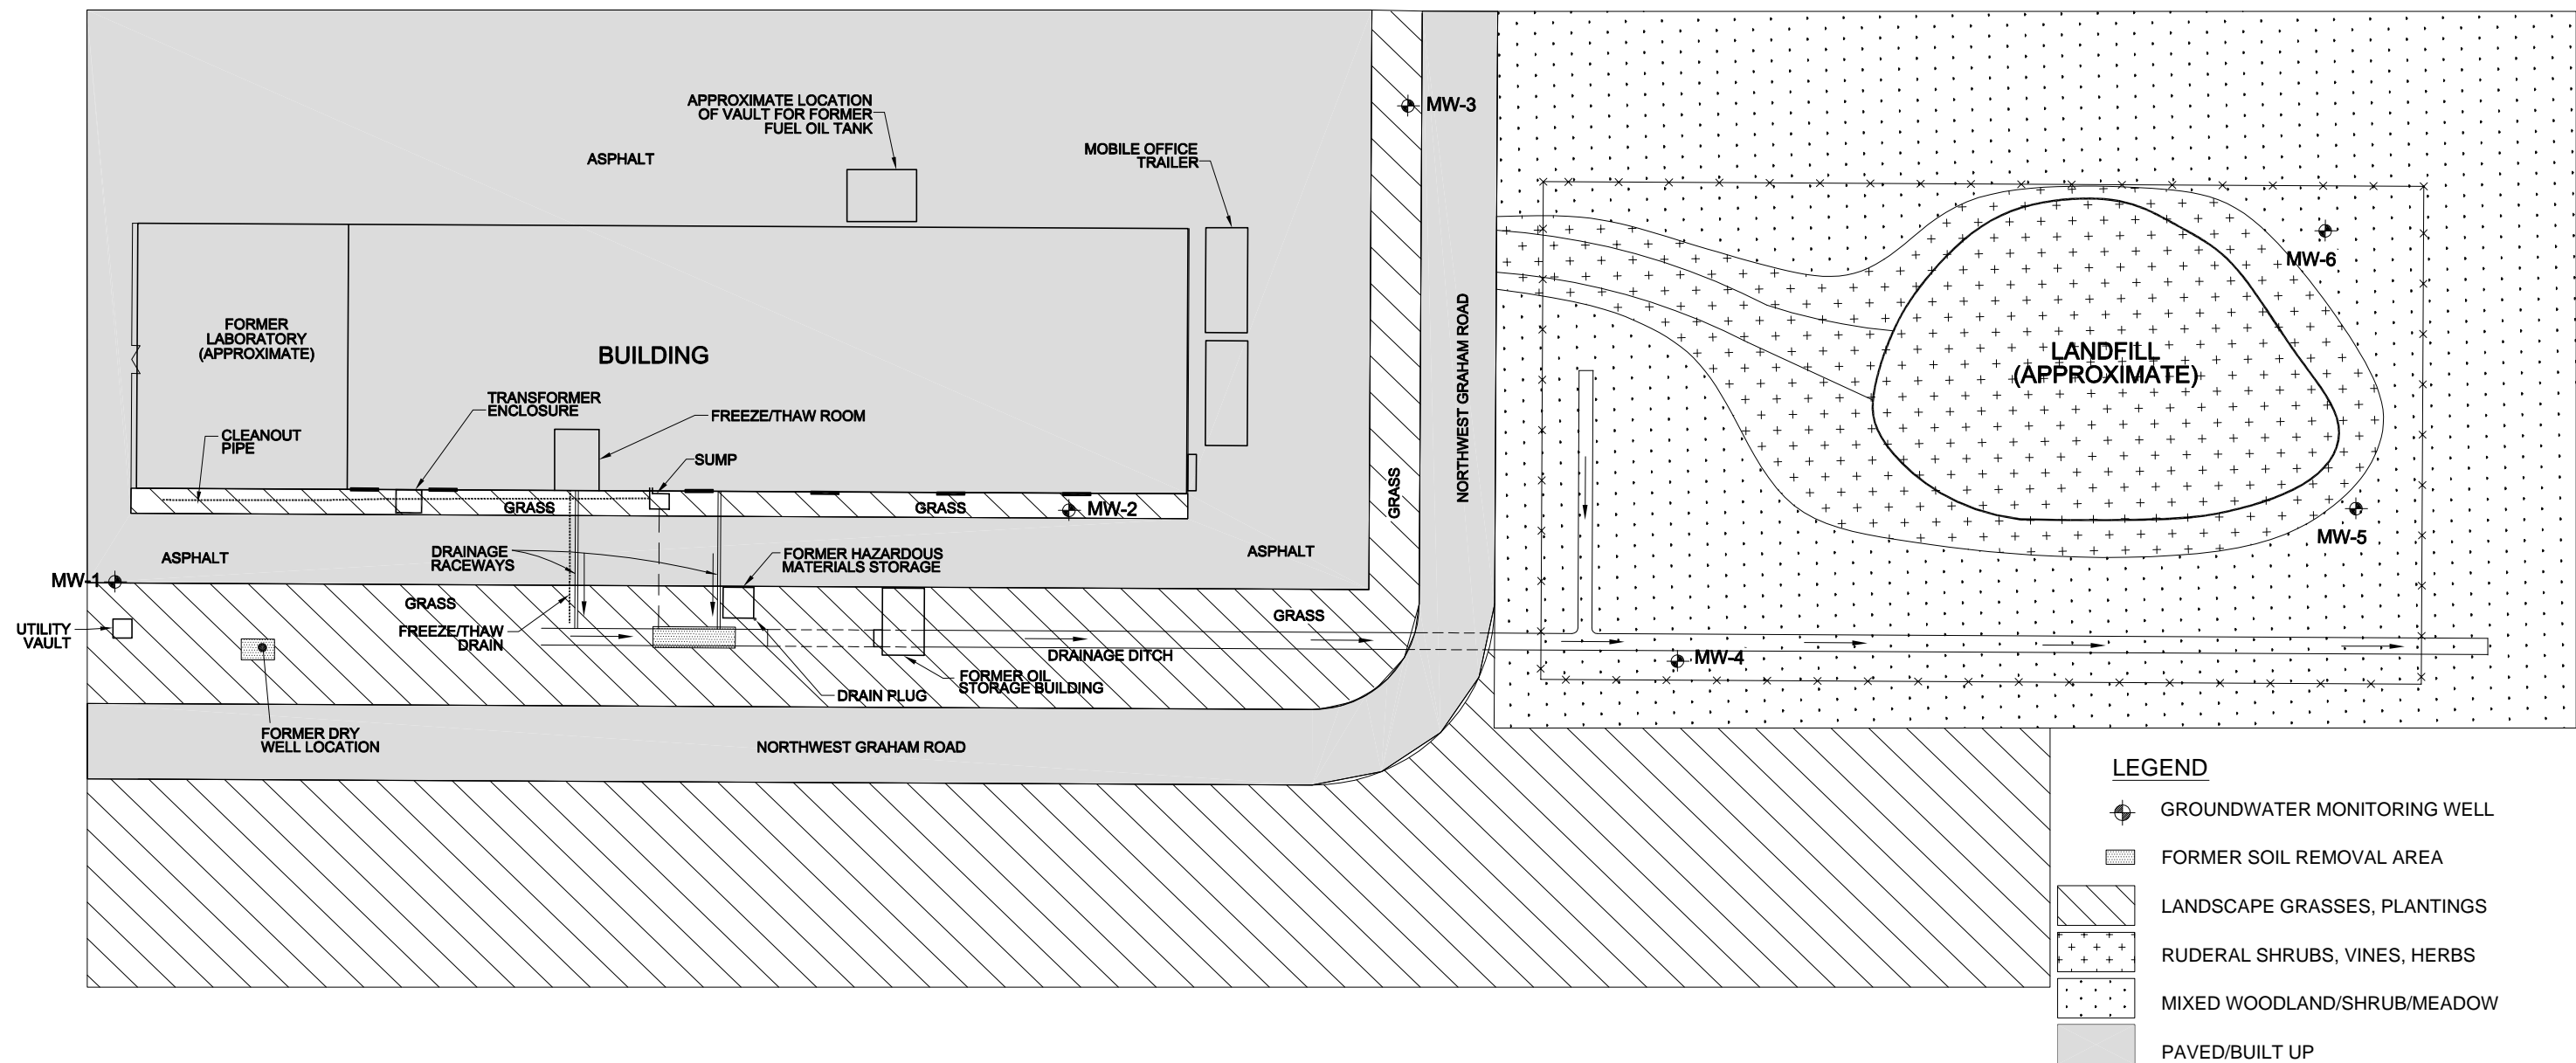 APPROXIMATE LOCATION
OF VAULT FOR FORMER
FUEL OIL TANK
MW-3
ASPHALT
MOBILE OFFICE
TRAILER
MW-6
FORMER
LABORATORY
(APPROXIMATE)
BUILDING
NORTHWEST GRAHAM ROAD
LANDFILL
(APPROXIMATE)
TRANSFORMER
ENCLOSURE
FREEZE/THAW ROOM
CLEANOUT
PIPE
SUMP
GRASS
GRASS
GRASS
MW-2
MW-5
ASPHALT
DRAINAGE
RACEWAYS
FORMER HAZARDOUS
MATERIALS STORAGE
ASPHALT
MW-1
GRASS
GRASS
UTILITY
VAULT
FREEZE/THAW
DRAIN
DRAINAGE DITCH
MW-4
FORMER OIL
STORAGE BUILDING
DRAIN PLUG
FORMER DRY
WELL LOCATION
NORTHWEST GRAHAM ROAD
LEGEND
GROUNDWATER MONITORING WELL
FORMER SOIL REMOVAL AREA
LANDSCAPE GRASSES, PLANTINGS
RUDERAL SHRUBS, VINES, HERBS
MIXED WOODLAND/SHRUB/MEADOW
PAVED/BUILT UP